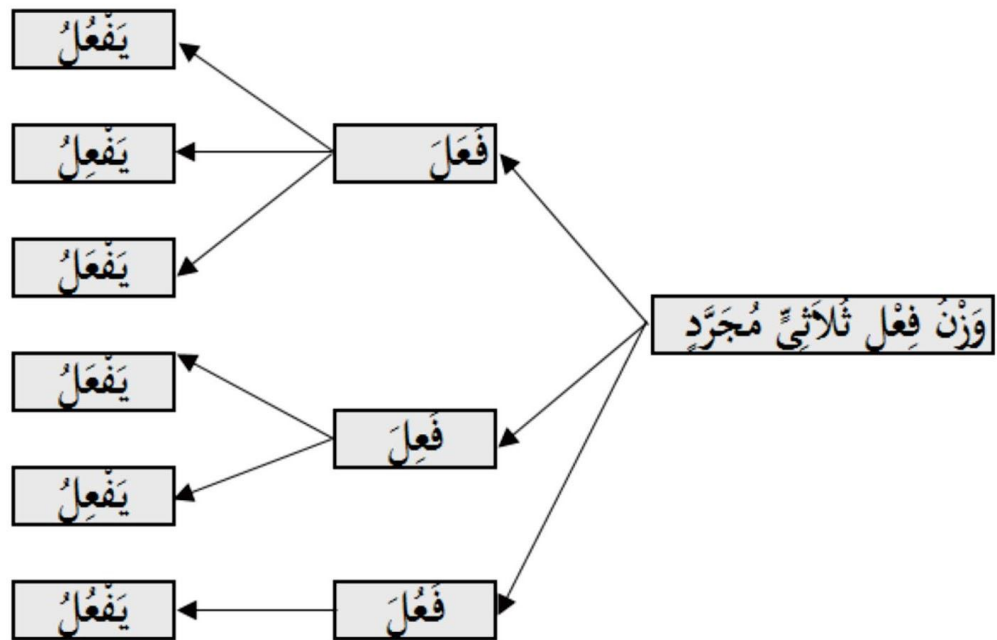 وَزْنُ فِعْلٍ ثُلاَثِيٍّ مُجَرَّدٍ
فَعَلَ
يَفْعُلُ
يَفْعِلُ
يَفْعَلُ
فَعِلَ
يَفْعَلُ
يَفْعِلُ
فَعُلَ
يَفْعُلُ